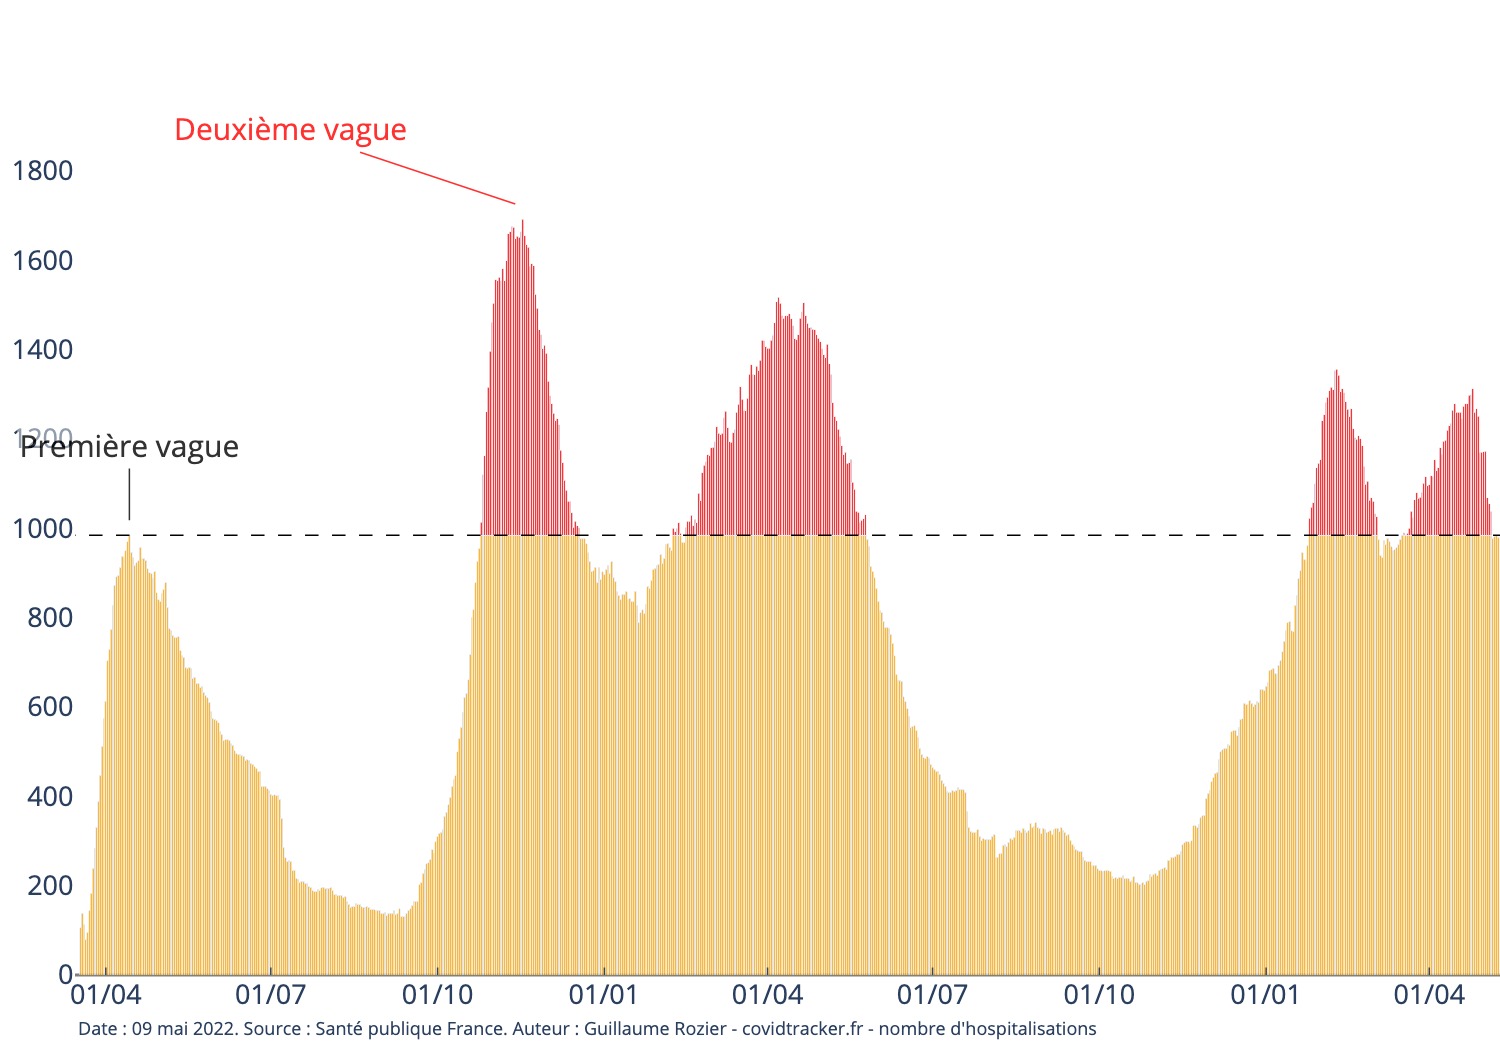 Deuxième vague
1800
1600
1400
1200
Première vague
1000
800
600
400
200
0
01/04 01/07 01/10 01/01 01/04 01/07 01/10 01/01 01/04
Date : 09 mai 2022. Source : Santé publique France. Auteur : Guillaume Rozier - covidtracker.fr - nombre d'hospitalisations